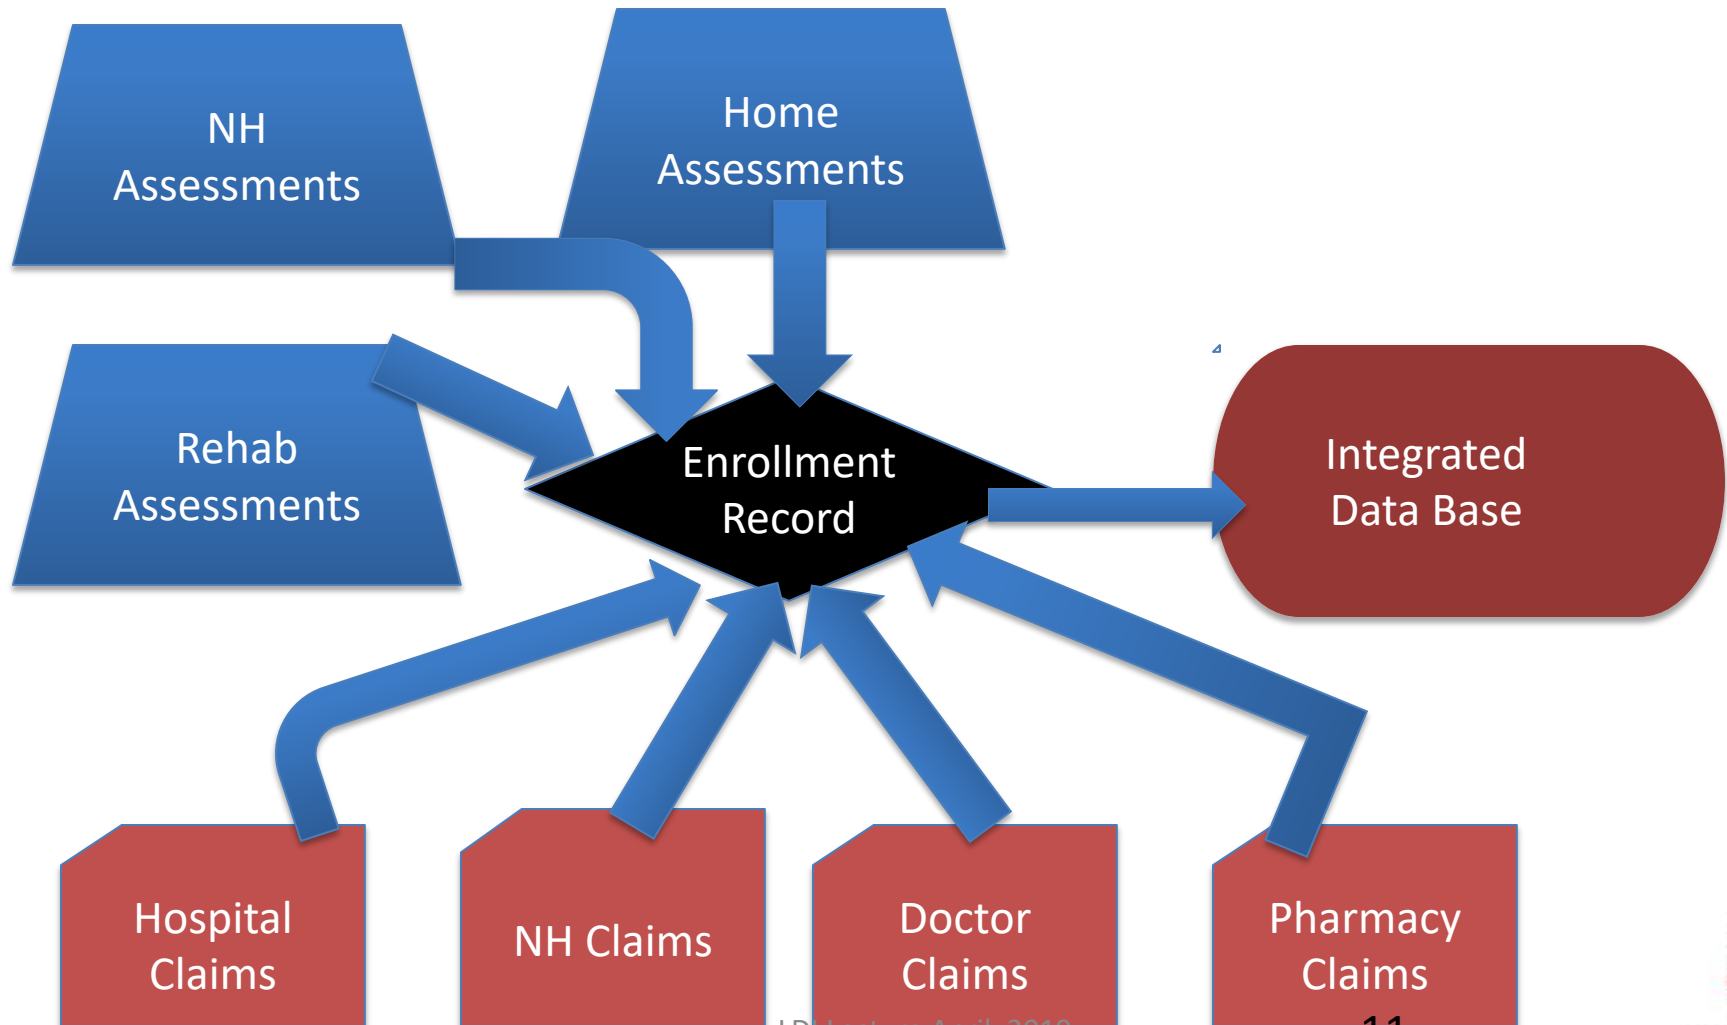 NH
Assessments
Home
Assessments
Rehab
Assessments
Enrollment
Record
Integrated
Data Base
Hospital
Claims
NH Claims
Doctor
Claims
Pharmacy
Claims
11